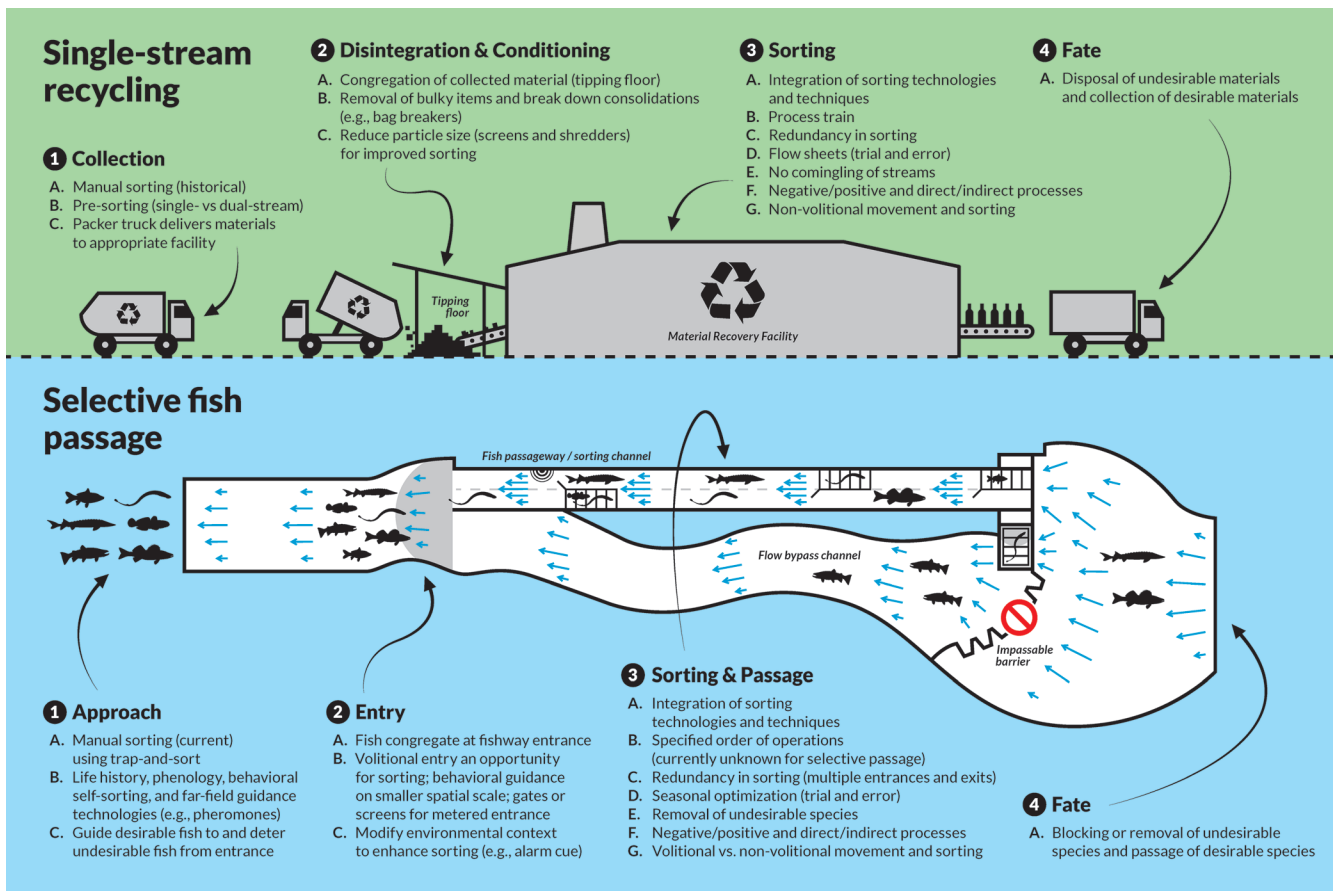 Single-stream
recycling
1 Collection
A. Manual sorting (historical)
B. Pre-sorting (single- vs dual-stream)
C. Packer truck delivers materials
to appropriate facility
2 Disintegration & Conditioning
A. Congregation of collected material (tipping floor)
B. Removal of bulky items and break down consolidations
(e.g., bag breakers)
C. Reduce particle size (screens and shredders)
for improved sorting
3 Sorting
A. Integration of sorting technologies
and techniques
B. Process train
C. Redundancy in sorting
D. Flow sheets (trial and error)
E. No comingling of streams
F. Negative/positive and direct/indirect processes
G. Non-volitional movement and sorting
4 Fate
A. Disposal of undesirable materials
and collection of desirable materials
Tipping
floor
Material Recovery Facility
Selective fish
passage
Fish passageway / sorting channel
Flow bypass channel
Impassable
barrier
1 Approach
A. Manual sorting (current)
using trap-and-sort
B. Life history, phenology, behavioral
self-sorting, and far-field guidance
technologies (e.g., pheromones)
C. Guide desirable fish to and deter
undesirable fish from entrance
2 Entry
A. Fish congregate at fishway entrance
B. Volitional entry an opportunity
for sorting; behavioral guidance
on smaller spatial scale; gates or
screens for metered entrance
C. Modify environmental context
to enhance sorting (e.g., alarm cue)
3 Sorting & Passage
A. Integration of sorting
technologies and techniques
B. Specified order of operations
(currently unknown for selective passage)
C. Redundancy in sorting (multiple entrances and exits)
D. Seasonal optimization (trial and error)
E. Removal of undesirable species
F. Negative/positive and direct/indirect processes
G. Volitional vs. non-volitional movement and sorting
4 Fate
A. Blocking or removal of undesirable
species and passage of desirable species